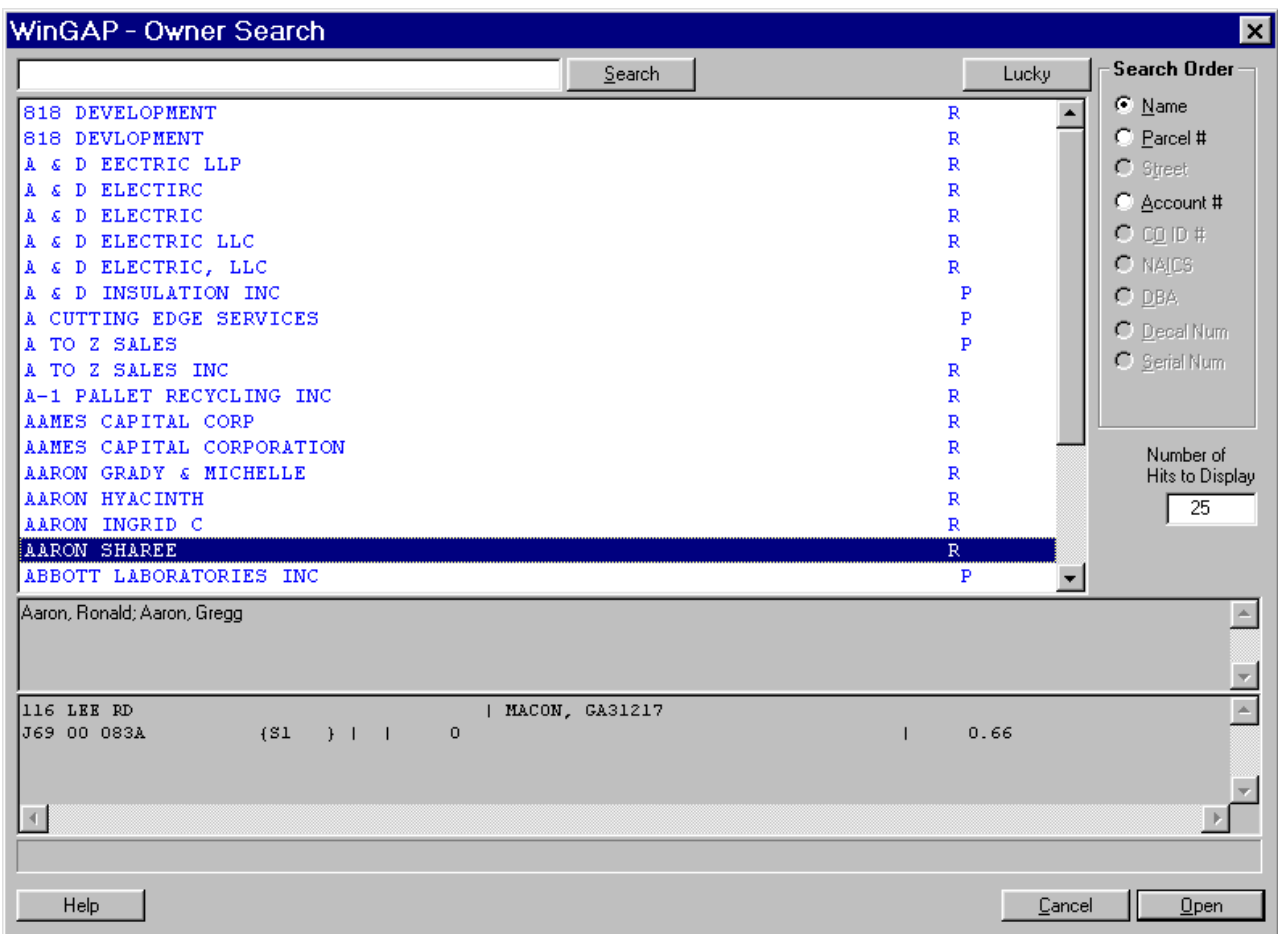 WinGAP - Owner Search
Search
Lucky
Search Order
818 DEVELOPMENT R
818 DEVLOPMENT R
A & D EECTRIC LLP R
A & D ELECTIRC R
A & D ELECTRIC R
A & D ELECTRIC LLC R
A & D ELECTRIC, LLC R
A & D INSULATION INC P
A CUTTING EDGE SERVICES P
A TO Z SALES P
A TO Z SALES INC R
A-1 PALLET RECYCLING INC R
AAMES CAPITAL CORP R
AAMES CAPITAL CORPORATION R
AARON GRADY & MICHELLE R
AARON HYACINTH R
AARON INGRID C R
AARON SHAREE R
ABBOTT LABORATORIES INC P
Name
Parcel #
Street
Account #
CO ID #
NAICS
DBA
Decal Num
Serial Num
Number of
Hits to Display
25
Aaron, Ronald; Aaron, Gregg
116 LEE RD | MACON, GA31217
J69 00 083A {S1 } | | 0 | 0.66
Help
Cancel
Open